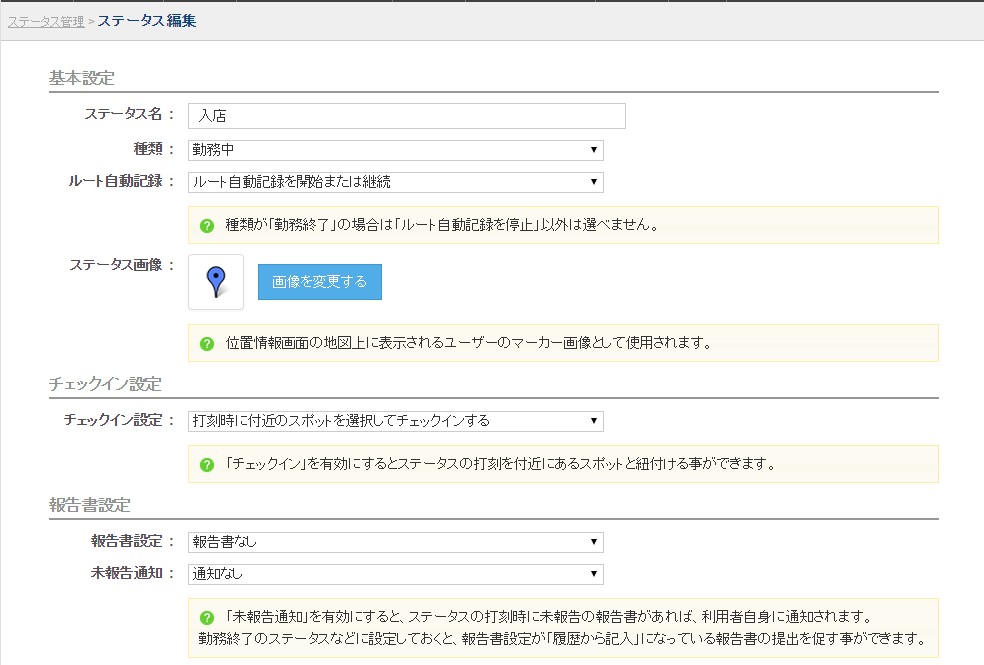 ステータス管理 > ステータス編集
基本設定
ステータス名 : 入店
種類 : 勤務中 ▼
ルート自動記録 : ルート自動記録を開始または継続 ▼
? 種類が「勤務終了」の場合は「ルート自動記録を停止」以外は選べません。
ステータス画像 : 画像を変更する
? 位置情報画面の地図上に表示されるユーザーのマーカー画像として使用されます。
チェックイン設定
チェックイン設定 : 打刻時に付近のスポットを選択してチェックインする ▼
? 「チェックイン」を有効にするとステータスの打刻を付近にあるスポットと紐付ける事ができます。
報告書設定
報告書設定 : 報告書なし ▼
未報告通知 : 通知なし ▼
? 「未報告通知」を有効にすると、ステータスの打刻時に未報告の報告書があれば、利用者自身に通知されます。
勤務終了のステータスなどに設定しておくと、報告書設定が「履歴から記入」になっている報告書の提出を促す事ができます。